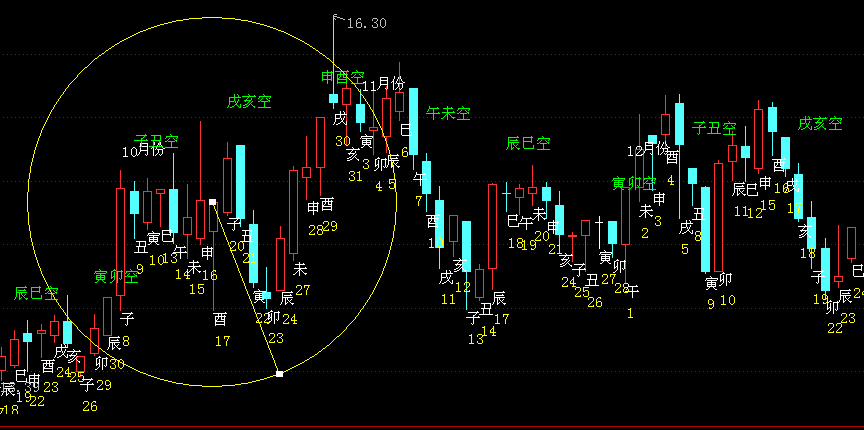 16.30
申酉空
11月份
戌亥空
午未空
子丑空
戌亥空
子丑空
10月份
辰巳空
12月份
寅卯空
寅卯空
辰巳空
辰
18
巳
19
申
22
酉
23
戌
24
亥
25
子
26
卯
29
辰
30
子
8
丑
9
寅
10
巳
13
午
14
未
15
申
16
酉
17
子
20
丑
21
寅
22
卯
23
辰
24
未
27
申
28
酉
29
戌
30
亥
31
寅
3
卯
4
辰
5
巳
6
午
7
酉
戌
11
亥
12
子
13
丑
14
辰
17
巳
18
午
19
未
20
申
21
亥
24
子
25
丑
26
寅
27
卯
28
午
1
未
2
申
3
酉
4
戌
5
丑
8
寅
9
卯
10
辰
11
巳
12
申
15
酉
16
戌
17
亥
18
子
19
卯
22
辰
23
巳
24